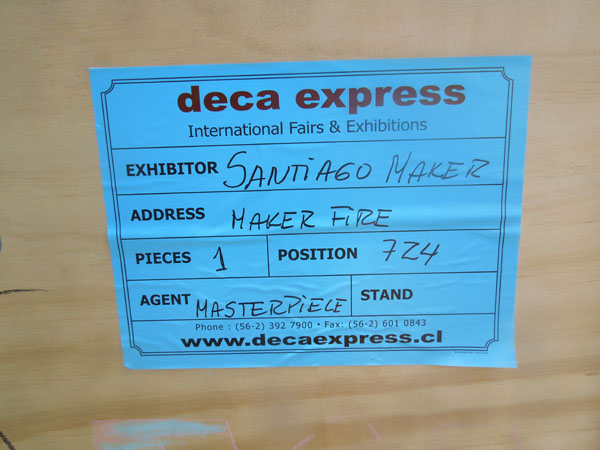 deca express
International Fairs & Exhibitions
EXHIBITOR SANTIAGO MAKER
ADDRESS MAKER FIRE
PIECES 1 POSITION 724
AGENT MASTERPIECE STAND
Phone : (56-2) 392 7900 • Fax: (56-2) 601 0843
www.decaexpress.cl